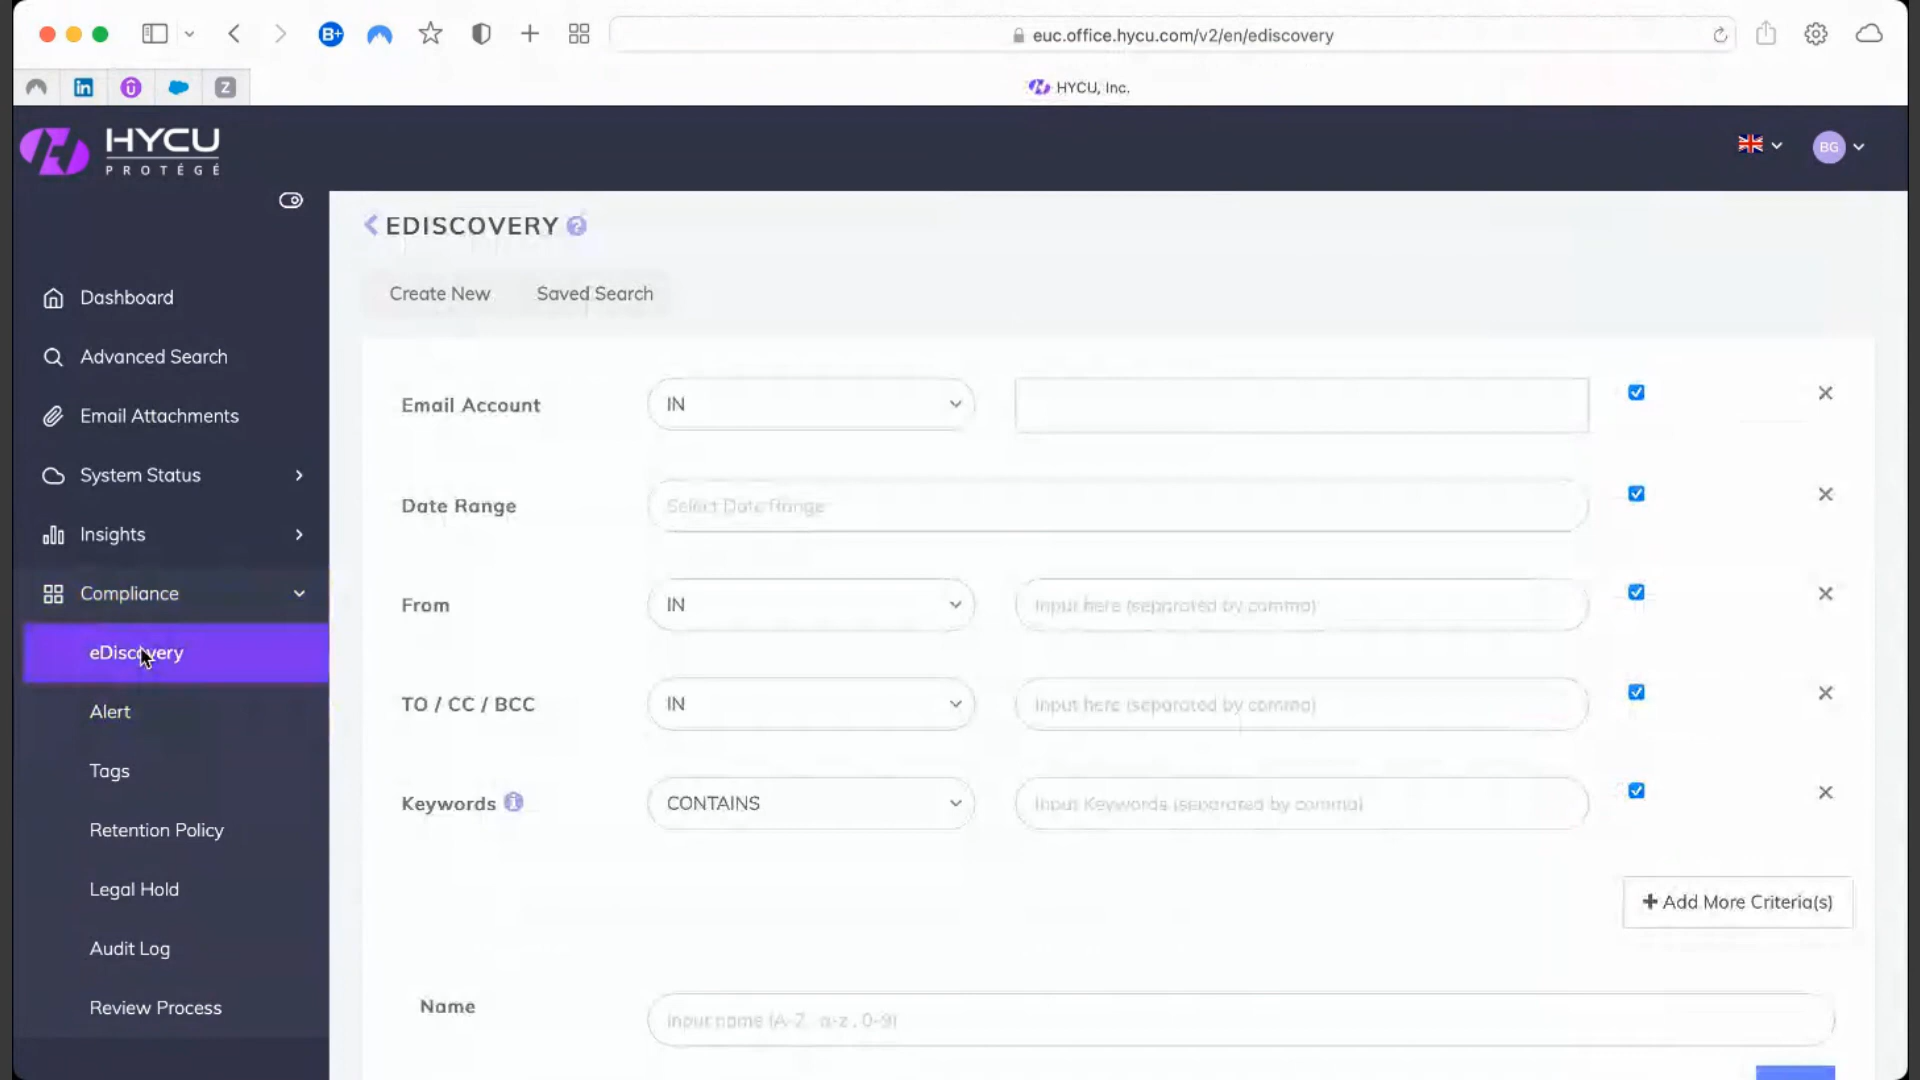 B+
euc.office.hycu.com/v2/en/ediscovery
in
Z
HYCU, Inc.
HYCU
PROTÉGÉ
BG
Dashboard
Advanced Search
Email Attachments
System Status
Insights
Compliance
eDiscovery
Alert
Tags
Retention Policy
Legal Hold
Audit Log
Review Process
EDISCOVERY ?
Create New
Saved Search
Email Account
IN
Date Range
Select Date Range
From
IN
Input here (separated by comma)
TO / CC / BCC
IN
Input here (separated by comma)
Keywords i
CONTAINS
Input Keywords (separated by comma)
+ Add More Criteria(s)
Name
Input name (A-Z, a-z, 0-9)